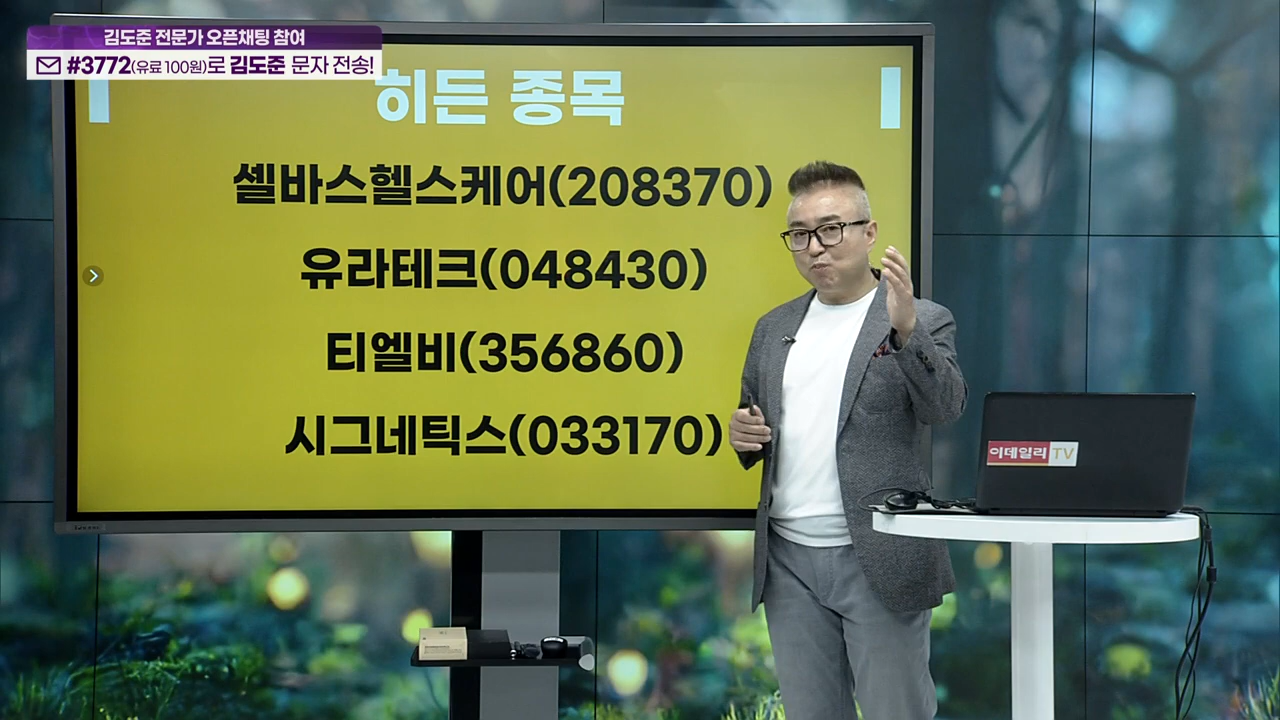 김도준 전문가 오픈채팅 참여
#3772(유료 100원)로 김도준 문자 전송!
히든 종목
셀바스헬스케어(208370)
유라테크(048430)
티엘비(356860)
시그네틱스(033170)
이데일리TV